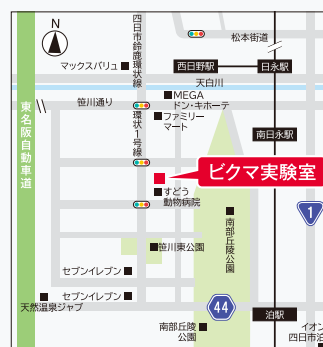 N
四日市鈴鹿環状線
松本街道
マックスバリュ
西日野駅
日永駅
天白川
MEGA
ドン・キホーテ
笹川通り
ファミリー
マート
環状1号線
南日永駅
東名阪自動車道
ビクマ実験室
すどう
動物病院
1
南部丘陵公園
笹川東公園
セブンイレブン
セブンイレブン
天然温泉ジャブ
44
泊駅
南部丘陵
公園
イオン
四日市泊